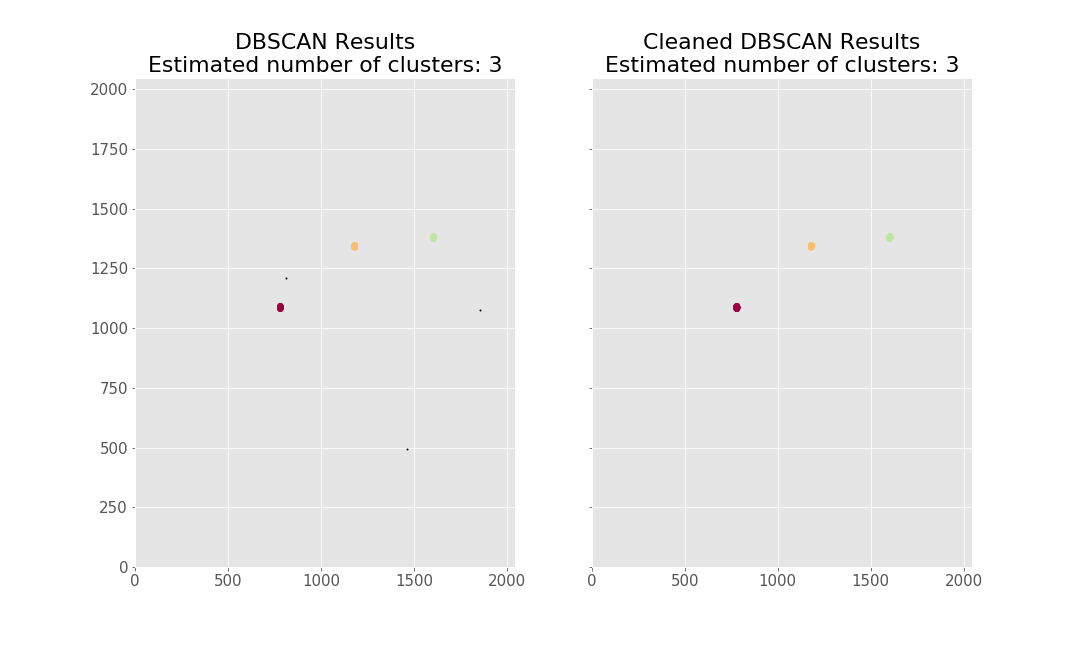 DBSCAN Results
Estimated number of clusters: 3
Cleaned DBSCAN Results
Estimated number of clusters: 3
2000
1750
1500
1250
1000
750
500
250
0
0 500 1000 1500 2000
0 500 1000 1500 2000